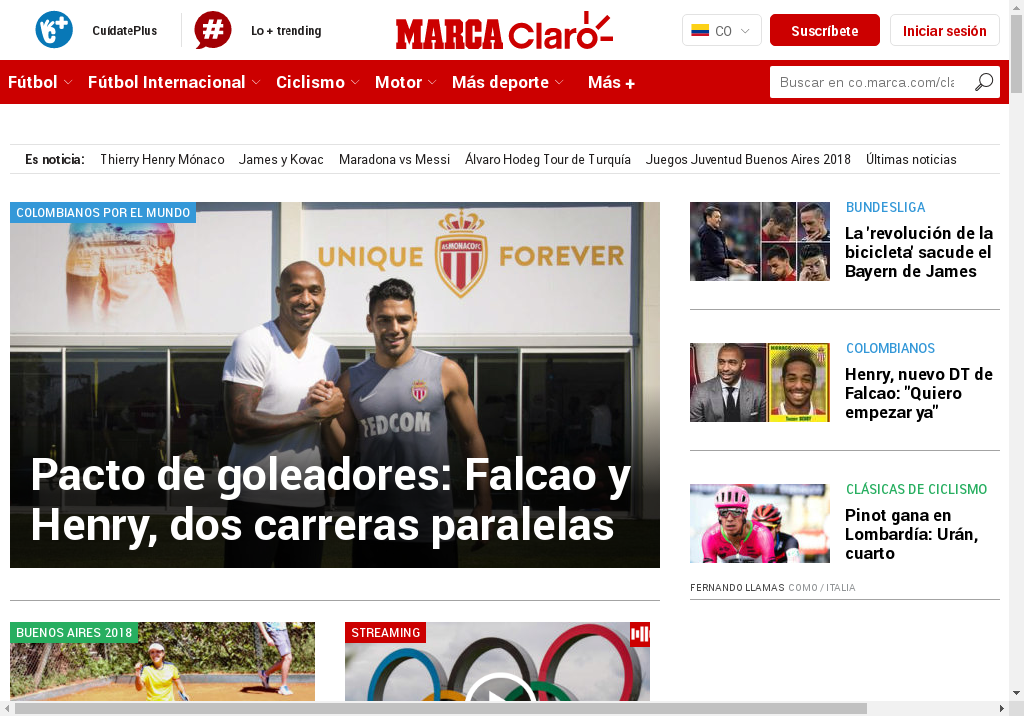 CuídatePlus
Lo + trending
MARCA Claro
CO
Suscríbete
Iniciar sesión
Fútbol
Fútbol Internacional
Ciclismo
Motor
Más deporte
Más +
Buscar en co.marca.com/cla
Es noticia:
Thierry Henry Mónaco
James y Kovac
Maradona vs Messi
Álvaro Hodeg Tour de Turquía
Juegos Juventud Buenos Aires 2018
Últimas noticias
COLOMBIANOS POR EL MUNDO
UNIQUE FOREVER
AS MONACO FC
FEDCOM
Pacto de goleadores: Falcao y
Henry, dos carreras paralelas
BUNDESLIGA
La 'revolución de la
bicicleta' sacude el
Bayern de James
COLOMBIANOS
MONACO
Henry, nuevo DT de
Falcao: "Quiero
empezar ya"
CLÁSICAS DE CICLISMO
Pinot gana en
Lombardía: Urán,
cuarto
FERNANDO LLAMAS COMO / ITALIA
BUENOS AIRES 2018
STREAMING